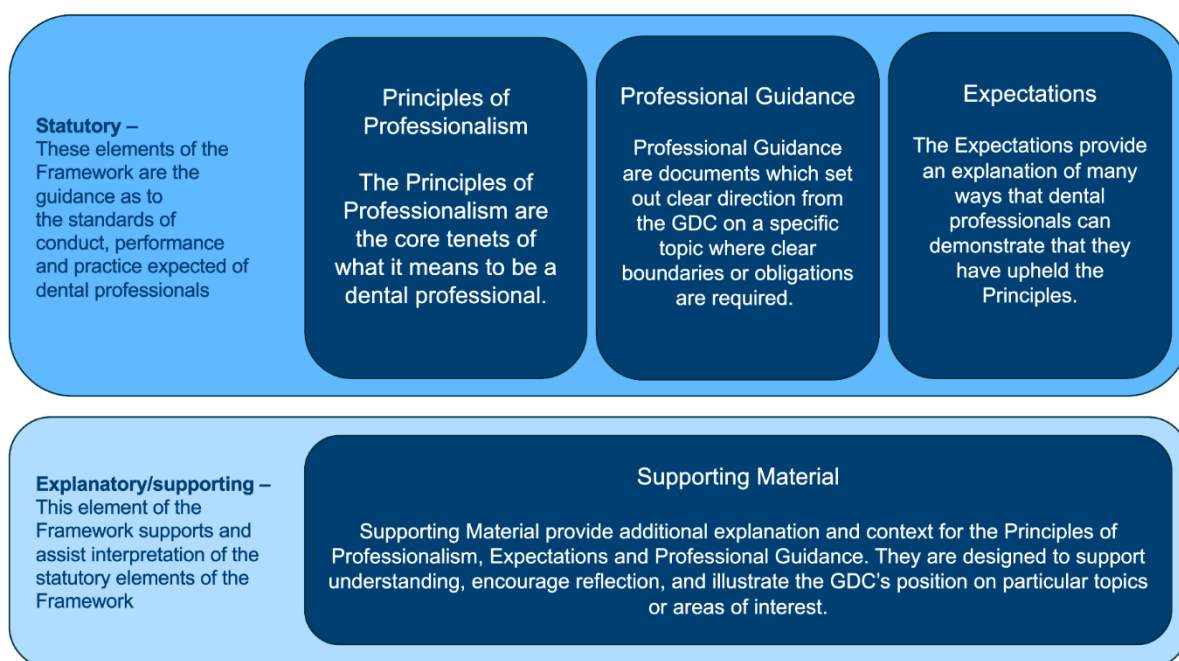 Statutory –
These elements of the
Framework are the
guidance as to
the standards of
conduct, performance
and practice expected of
dental professionals
Principles of
Professionalism
The Principles of
Professionalism are
the core tenets of
what it means to be a
dental professional.
Professional Guidance
Professional Guidance
are documents which set
out clear direction from
the GDC on a specific
topic where clear
boundaries or obligations
are required.
Expectations
The Expectations provide
an explanation of many
ways that dental
professionals can
demonstrate that they
have upheld the
Principles.
Explanatory/supporting –
This element of the
Framework supports and
assist interpretation of the
statutory elements of the
Framework
Supporting Material
Supporting Material provide additional explanation and context for the Principles of
Professionalism, Expectations and Professional Guidance. They are designed to support
understanding, encourage reflection, and illustrate the GDC’s position on particular topics
or areas of interest.